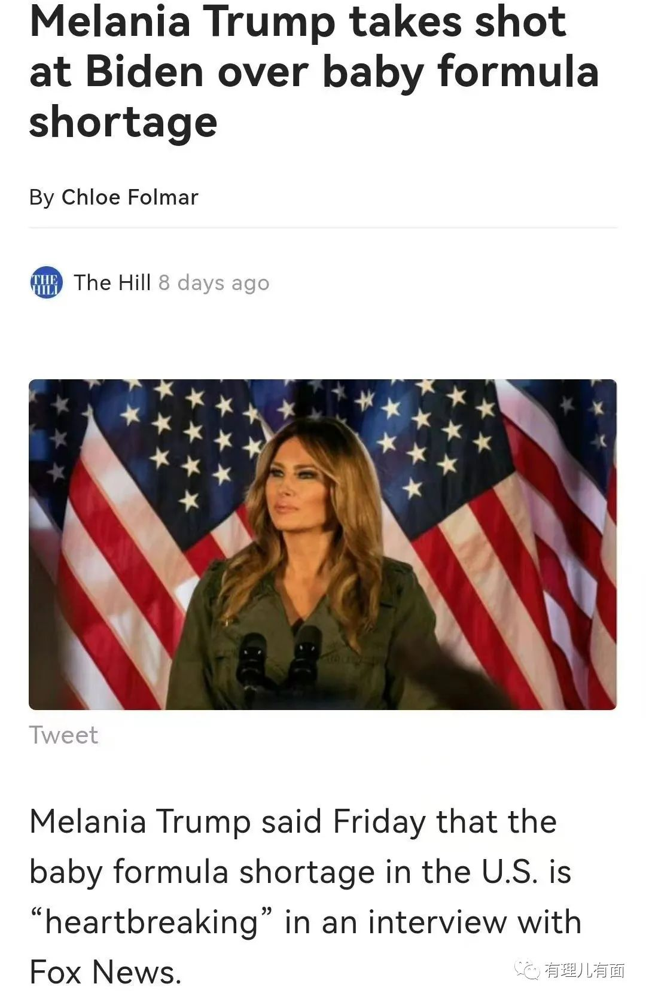 Melania Trump takes shot
at Biden over baby formula
shortage
By Chloe Folmar
THE
HILL
The Hill 8 days ago
Tweet
Melania Trump said Friday that the
baby formula shortage in the U.S. is
“heartbreaking” in an interview with
Fox News.
有理儿有面